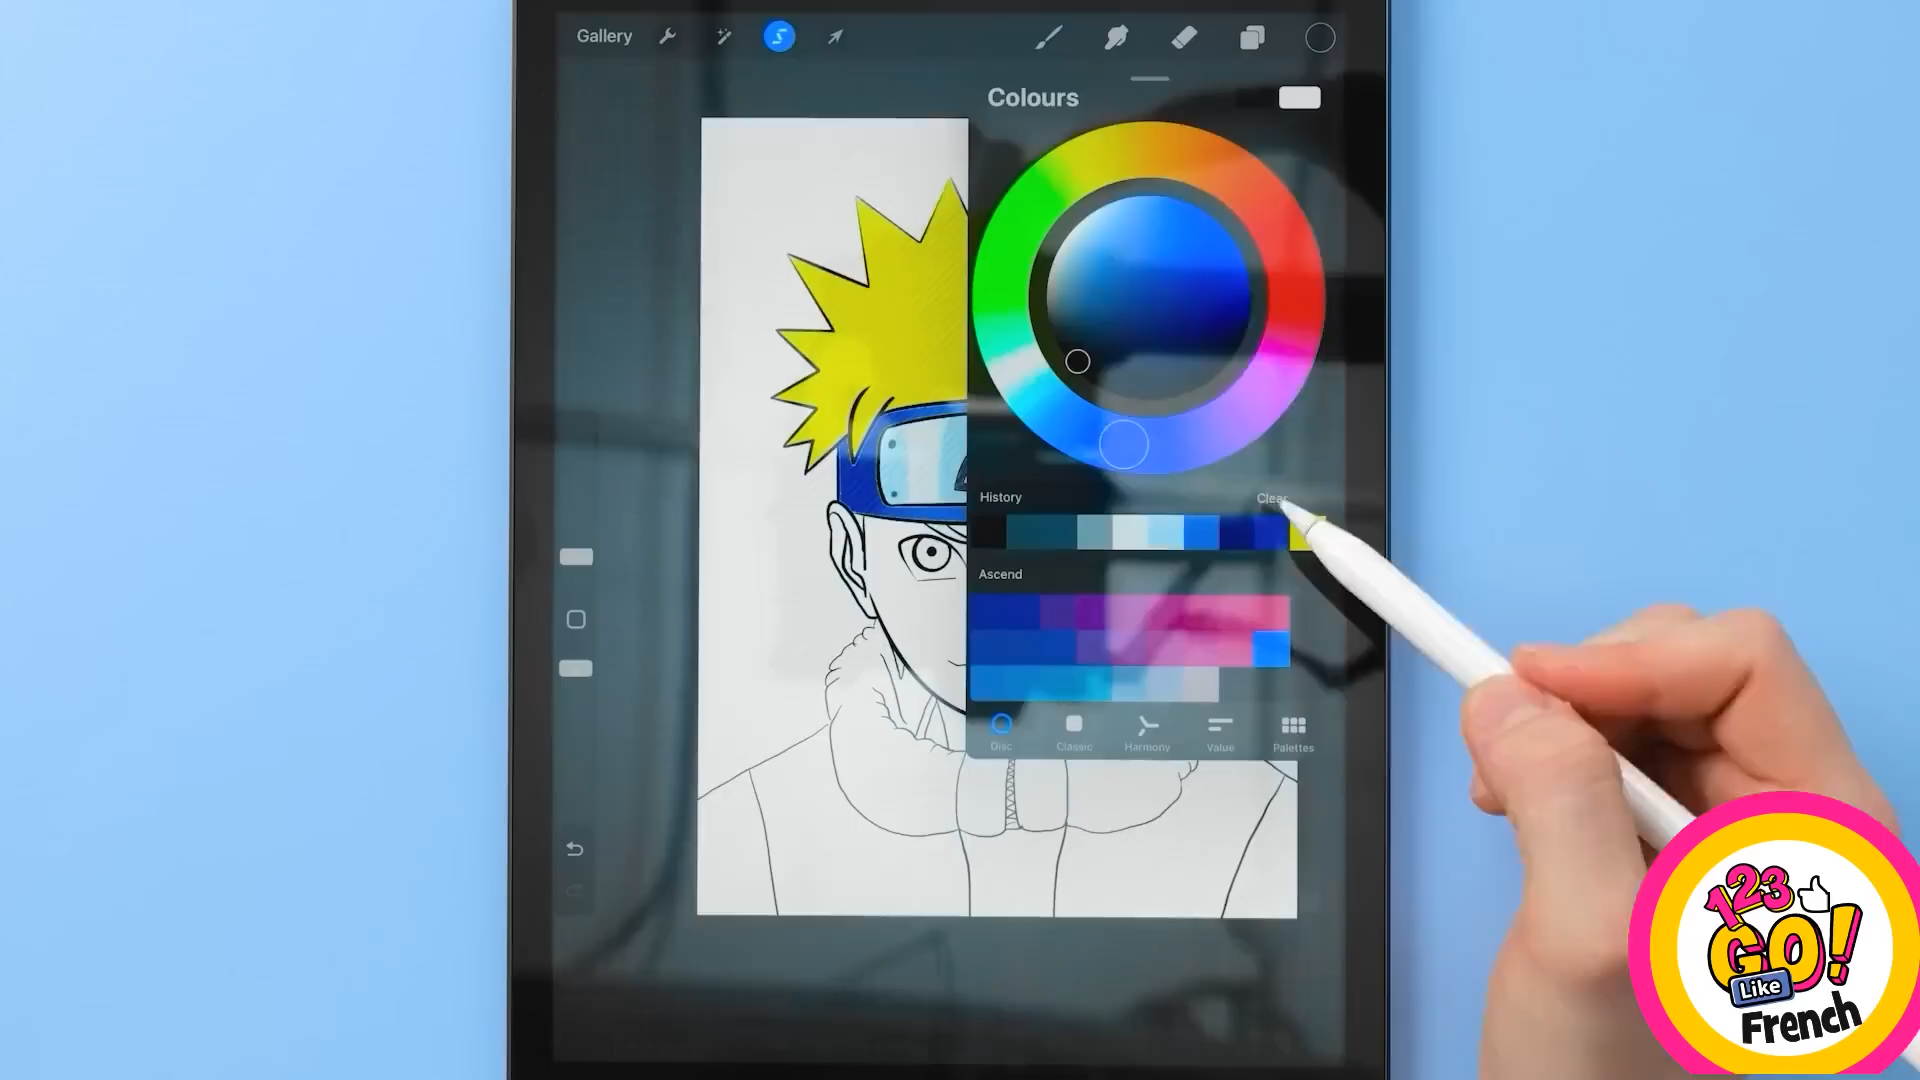 Gallery
Colours
History
Clear
Ascend
Disc
Classic
Harmony
Value
Palettes
123
GO!
Like
French